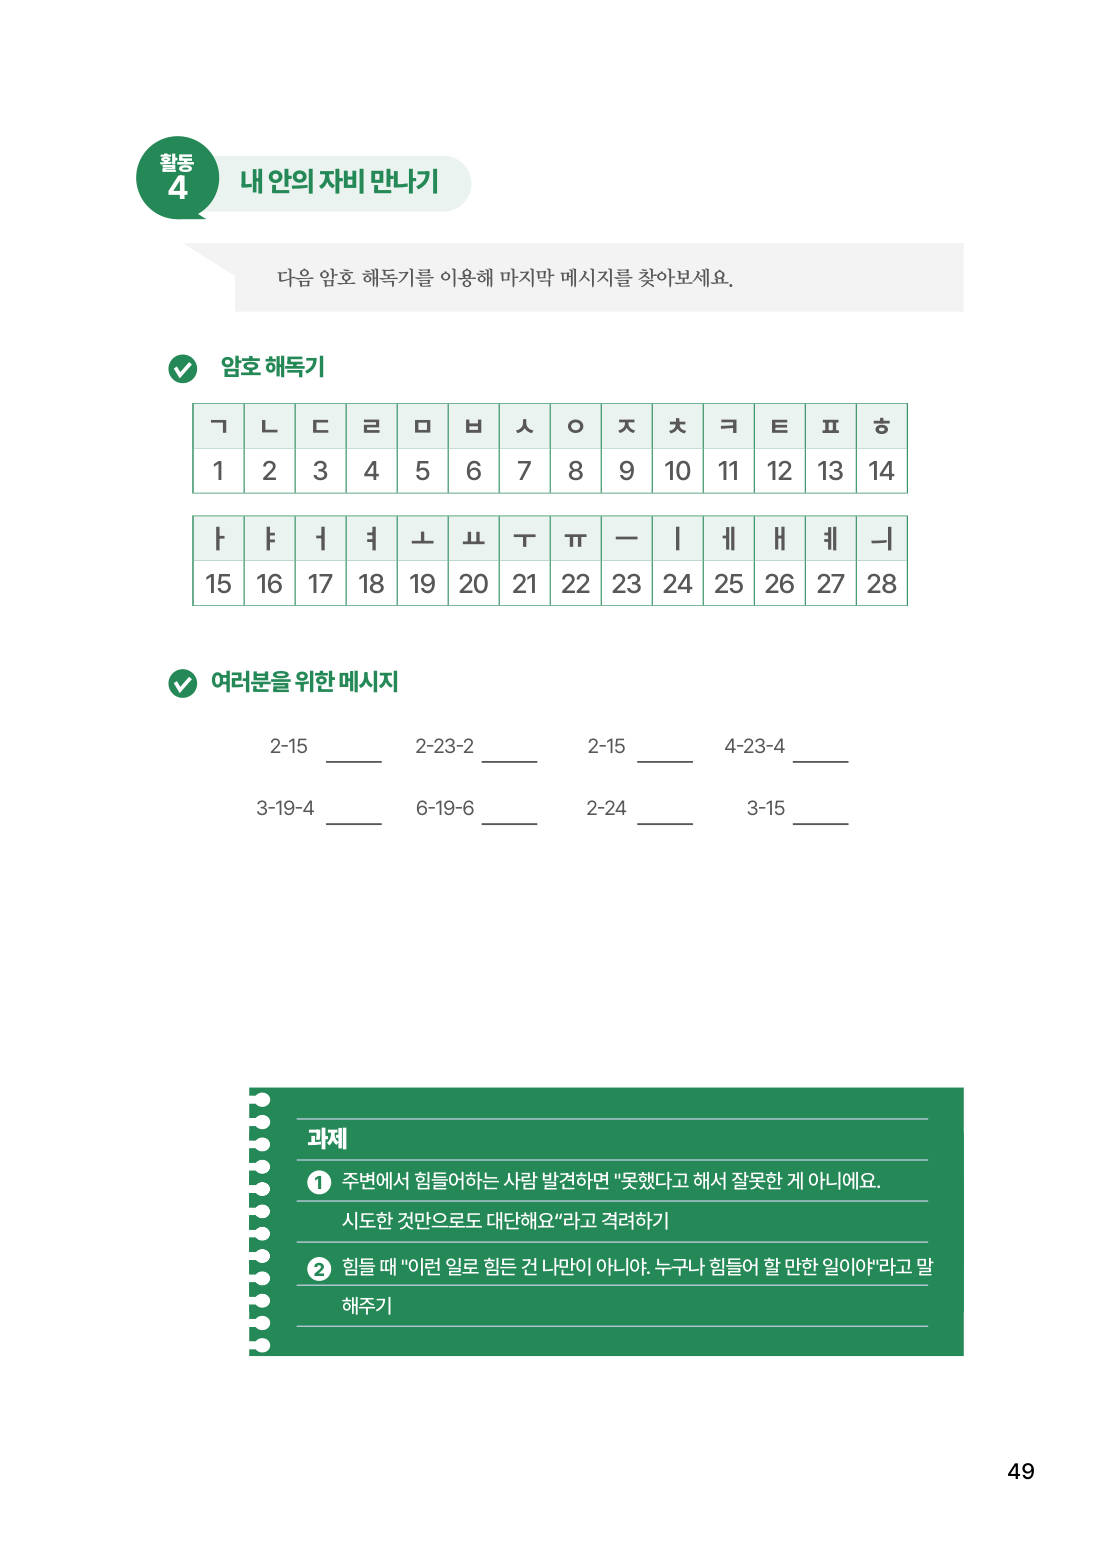 활동
4
내 안의 자비 만나기
다음 암호 해독기를 이용해 마지막 메시지를 찾아보세요.
암호 해독기
ㄱ ㄴ ㄷ ㄹ ㅁ ㅂ ㅅ ㅇ ㅈ ㅊ ㅋ ㅌ ㅍ ㅎ
1 2 3 4 5 6 7 8 9 10 11 12 13 14
ㅏ ㅑ ㅓ ㅕ ㅗ ㅛ ㅜ ㅠ ㅡ ㅣ ㅔ ㅐ ㅖ ㅢ
15 16 17 18 19 20 21 22 23 24 25 26 27 28
여러분을 위한 메시지
2-15 2-23-2 2-15 4-23-4
3-19-4 6-19-6 2-24 3-15
과제
1 주변에서 힘들어하는 사람 발견하면 "못했다고 해서 잘못한 게 아니에요.
시도한 것만으로도 대단해요“라고 격려하기
2 힘들 때 "이런 일로 힘든 건 나만이 아니야. 누구나 힘들어 할 만한 일이야"라고 말
해주기
49